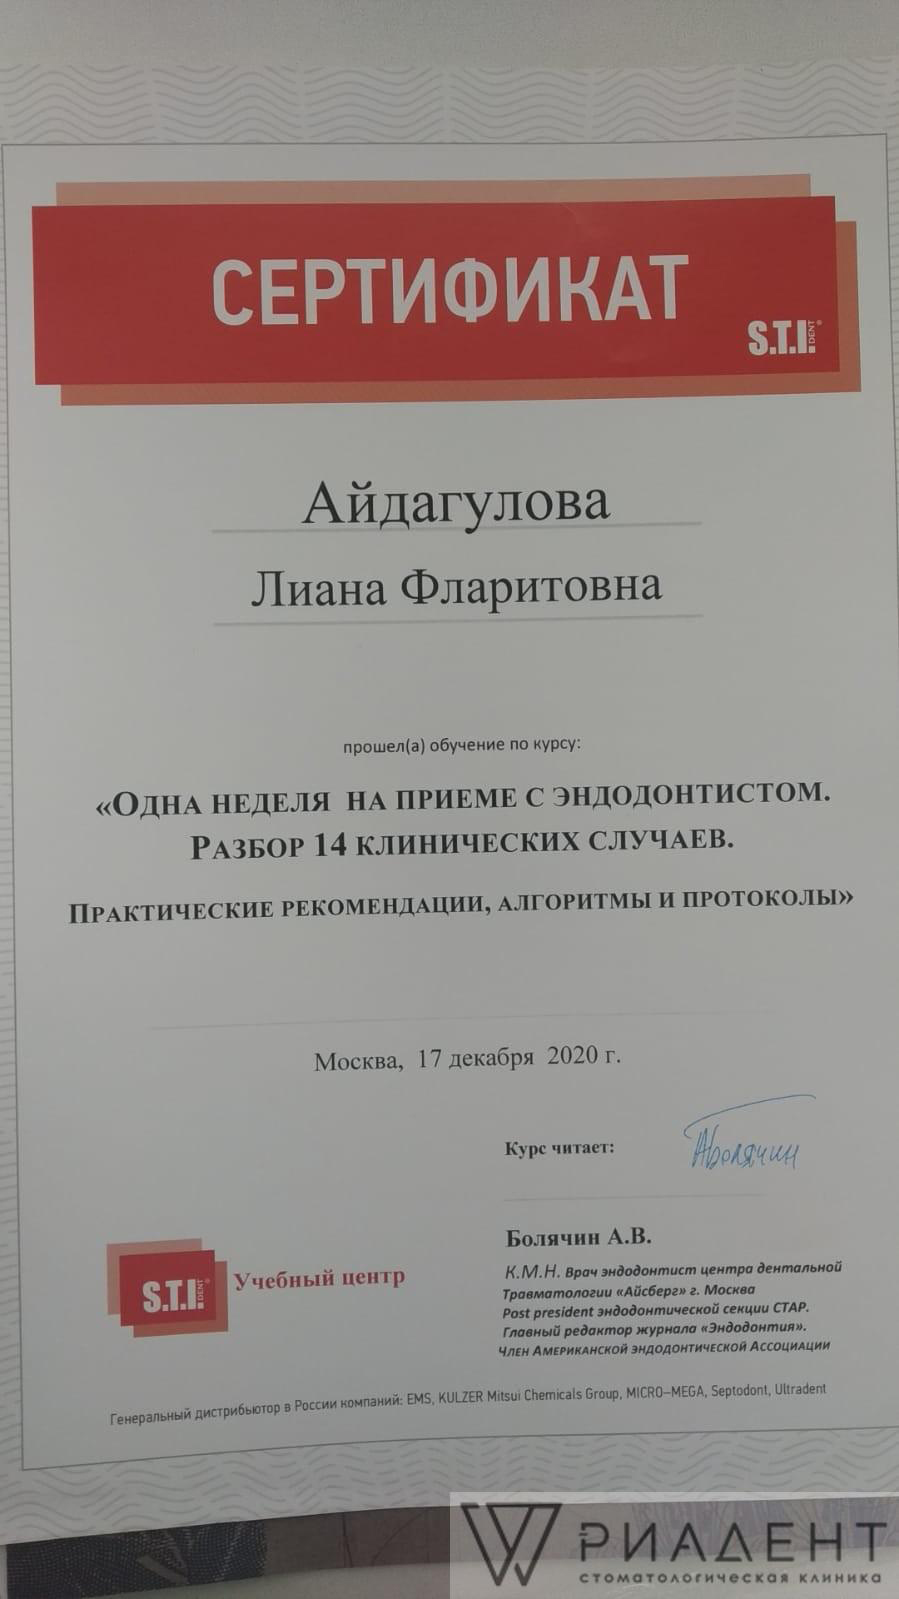 СЕРТИФИКАТ
S.T.I. DENT®
Айдагулова
Лиана Фларитовна
прошел(а) обучение по курсу:
«Одна неделя на приеме с эндодонтистом.
Разбор 14 клинических случаев.
Практические рекомендации, алгоритмы и протоколы»
Москва, 17 декабря 2020 г.
Курс читает:
Аболячин
Болячин А.В.
К.М.Н. Врач эндодонтист центра дентальной
Травматологии «Айсберг» г. Москва
Post president эндодонтической секции СТАР.
Главный редактор журнала «Эндодонтия».
Член Американской эндодонтической Ассоциации
S.T.I. DENT®
Учебный центр
Генеральный дистрибьютор в России компаний: EMS, KULZER Mitsui Chemicals Group, MICRO–MEGA, Septodont, Ultradent
РИАДЕНТ
стоматологическая клиника